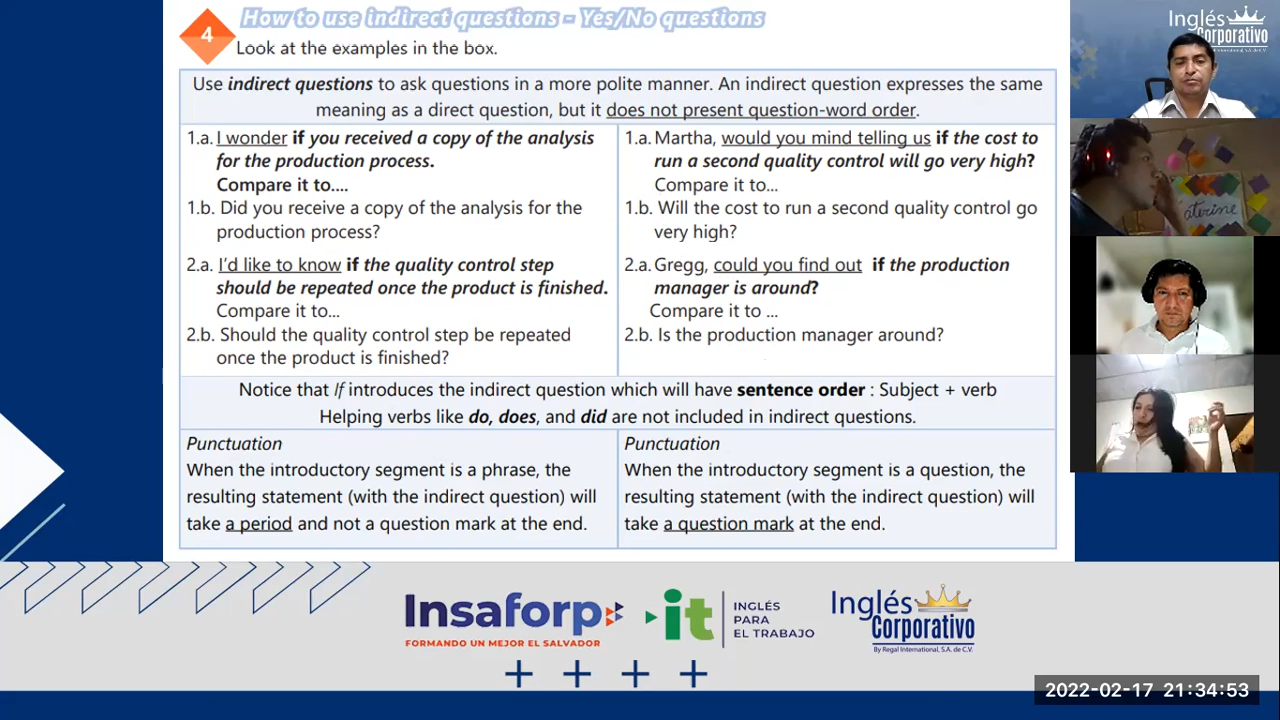 How to use indirect questions - Yes/No questions
4
Look at the examples in the box.
Use indirect questions to ask questions in a more polite manner. An indirect question expresses the same
meaning as a direct question, but it does not present question-word order.
1.a. I wonder if you received a copy of the analysis
for the production process.
Compare it to....
1.b. Did you receive a copy of the analysis for the
production process?
2.a. I'd like to know if the quality control step
should be repeated once the product is finished.
Compare it to...
2.b. Should the quality control step be repeated
once the product is finished?
1.a. Martha, would you mind telling us if the cost to
run a second quality control will go very high?
Compare it to...
1.b. Will the cost to run a second quality control go
very high?
2.a. Gregg, could you find out if the production
manager is around?
Compare it to ...
2.b. Is the production manager around?
Notice that If introduces the indirect question which will have sentence order : Subject + verb
Helping verbs like do, does, and did are not included in indirect questions.
Punctuation
When the introductory segment is a phrase, the
resulting statement (with the indirect question) will
take a period and not a question mark at the end.
Punctuation
When the introductory segment is a question, the
resulting statement (with the indirect question) will
take a question mark at the end.
Inglés
Corporativo
aterine
Insaforp
FORMANDO UN MEJOR EL SALVADOR
it
INGLÉS
PARA
EL TRABAJO
Inglés
Corporativo
By Regal International, S.A. de C.V.
2022-02-17 21:34:53